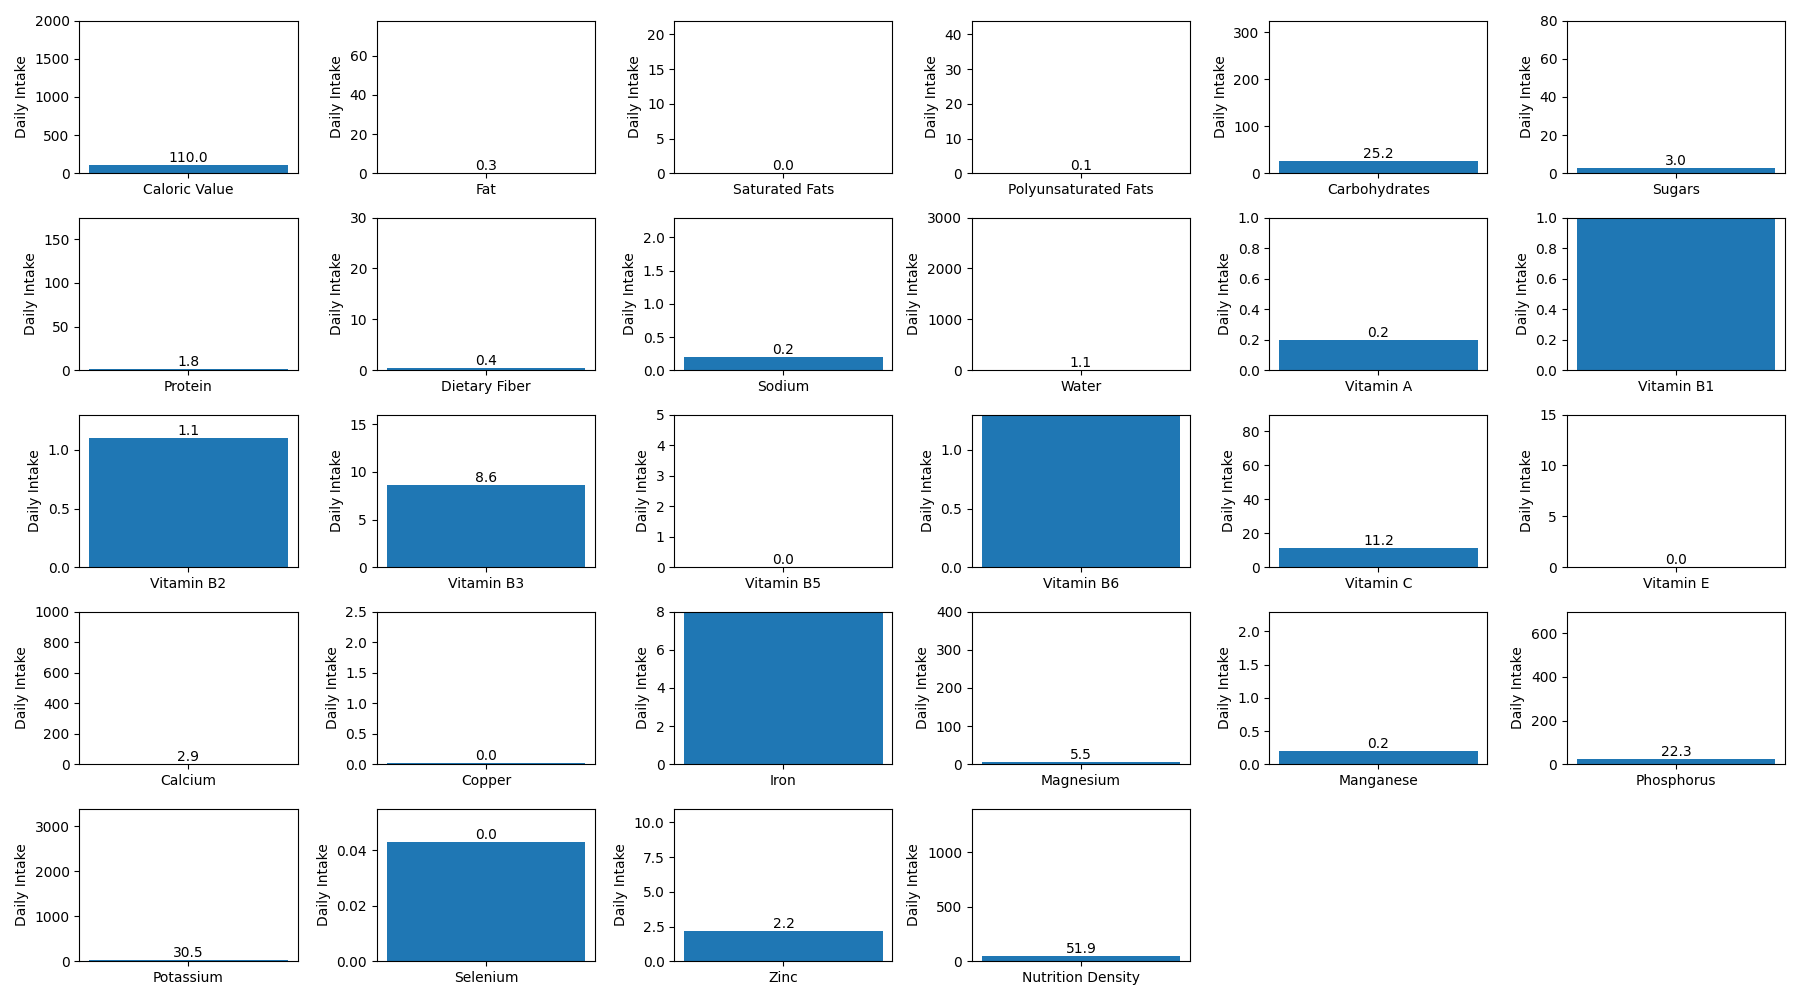 Daily Intake
2000
1500
1000
500
0
110.0
Caloric Value
Daily Intake
60
40
20
0
0.3
Fat
Daily Intake
20
15
10
5
0
0.0
Saturated Fats
Daily Intake
40
30
20
10
0
0.1
Polyunsaturated Fats
Daily Intake
300
200
100
0
25.2
Carbohydrates
Daily Intake
80
60
40
20
0
3.0
Sugars
Daily Intake
150
100
50
0
1.8
Protein
Daily Intake
30
20
10
0
0.4
Dietary Fiber
Daily Intake
2.0
1.5
1.0
0.5
0.0
0.2
Sodium
Daily Intake
3000
2000
1000
0
1.1
Water
Daily Intake
1.0
0.8
0.6
0.4
0.2
0.0
0.2
Vitamin A
Daily Intake
1.0
0.8
0.6
0.4
0.2
0.0
Vitamin B1
Daily Intake
1.0
0.5
0.0
1.1
Vitamin B2
Daily Intake
15
10
5
0
8.6
Vitamin B3
Daily Intake
5
4
3
2
1
0
0.0
Vitamin B5
Daily Intake
1.0
0.5
0.0
Vitamin B6
Daily Intake
80
60
40
20
0
11.2
Vitamin C
Daily Intake
15
10
5
0
0.0
Vitamin E
Daily Intake
1000
800
600
400
200
0
2.9
Calcium
Daily Intake
2.5
2.0
1.5
1.0
0.5
0.0
0.0
Copper
Daily Intake
8
6
4
2
0
Iron
Daily Intake
400
300
200
100
0
5.5
Magnesium
Daily Intake
2.0
1.5
1.0
0.5
0.0
0.2
Manganese
Daily Intake
600
400
200
0
22.3
Phosphorus
Daily Intake
3000
2000
1000
0
30.5
Potassium
Daily Intake
0.04
0.02
0.00
0.0
Selenium
Daily Intake
10.0
7.5
5.0
2.5
0.0
2.2
Zinc
Daily Intake
1000
500
0
51.9
Nutrition Density